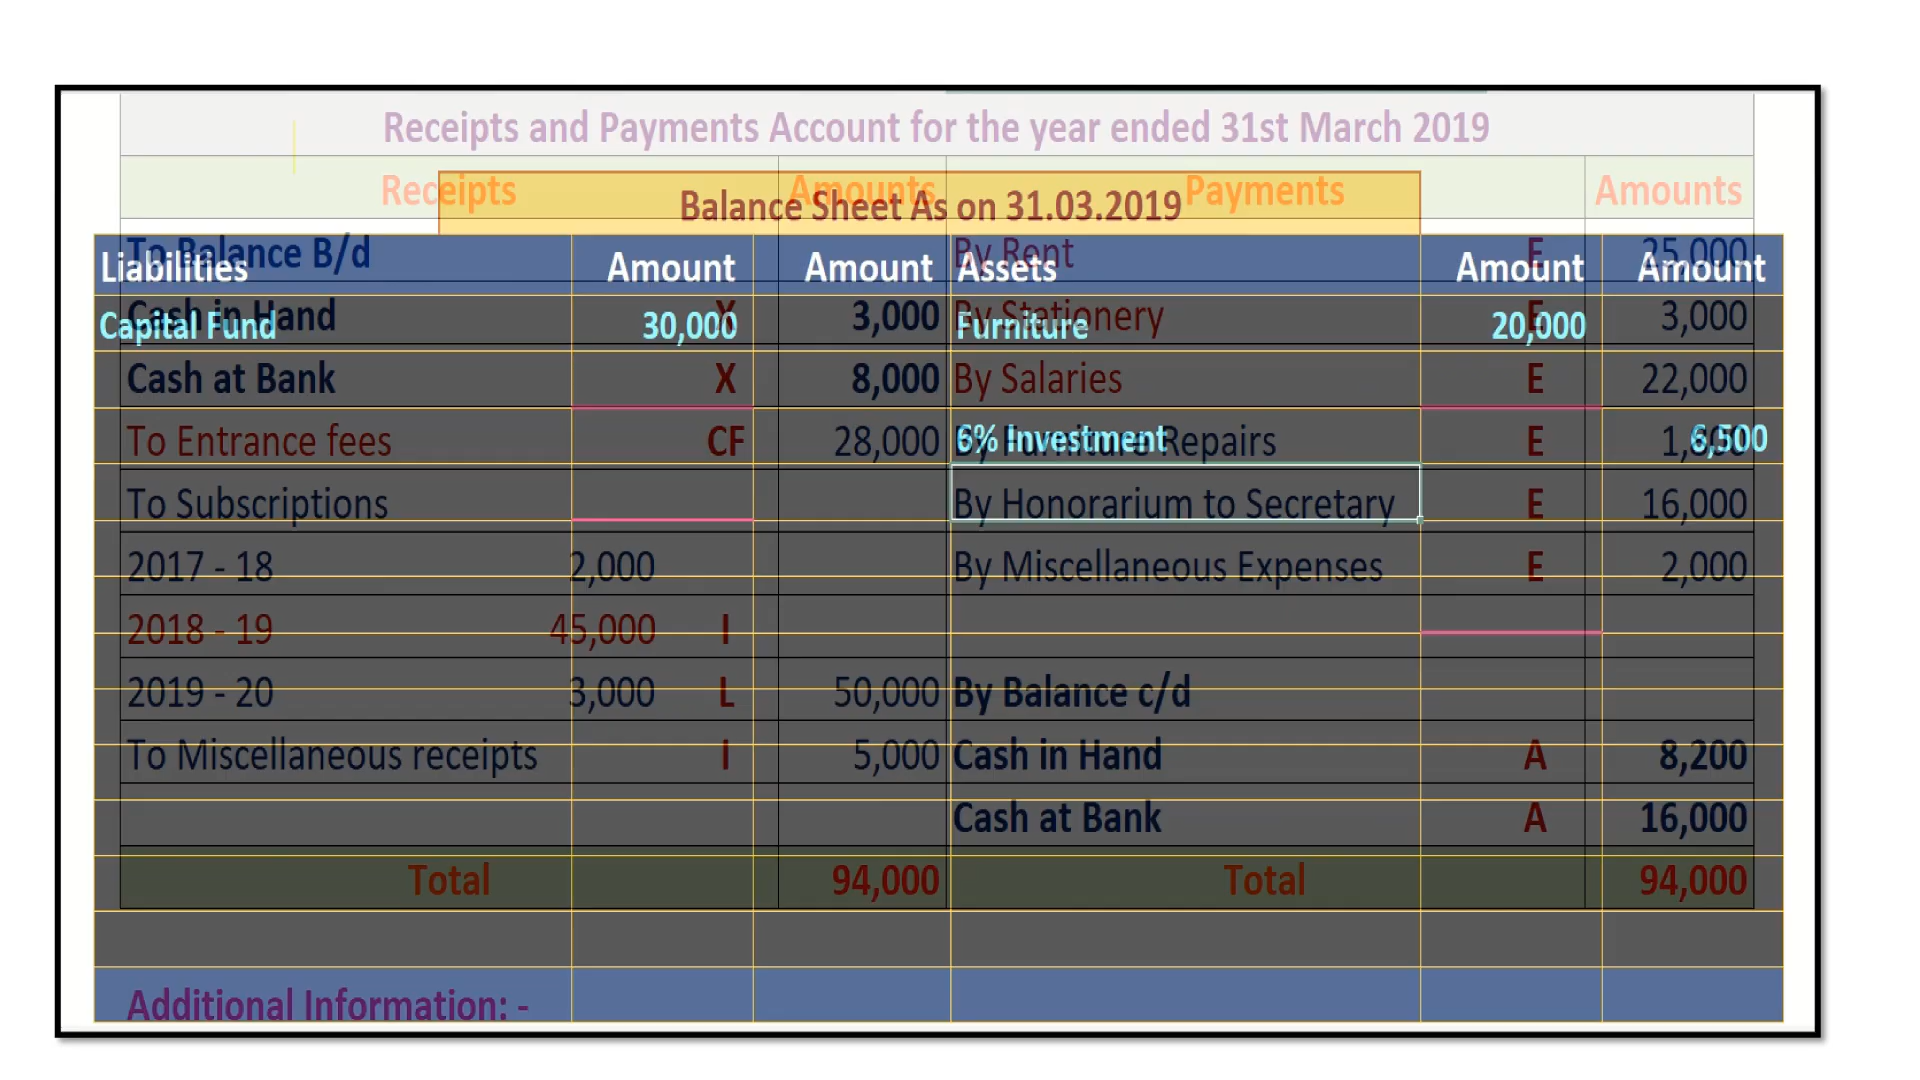 Receipts and Payments Account for the year ended 31st March 2019
Receipts Amounts Payments Amounts
Balance Sheet As on 31.03.2019
To Balance B/d By Rent E 25,000
Liabilities Amount Amount Assets Amount Amount
Cash in Hand X 3,000 By Stationery E 3,000
Capital Fund 30,000 Furniture 20,000
Cash at Bank X 8,000 By Salaries E 22,000
To Entrance fees CF 28,000 By Furniture Repairs E
6% Investment 6,500
To Subscriptions By Honorarium to Secretary E 16,000
2017 - 18 2,000 By Miscellaneous Expenses E 2,000
2018 - 19 45,000 I
2019 - 20 3,000 L 50,000 By Balance c/d
To Miscellaneous receipts I 5,000 Cash in Hand A 8,200
Cash at Bank A 16,000
Total 94,000 Total 94,000
Additional Information: -